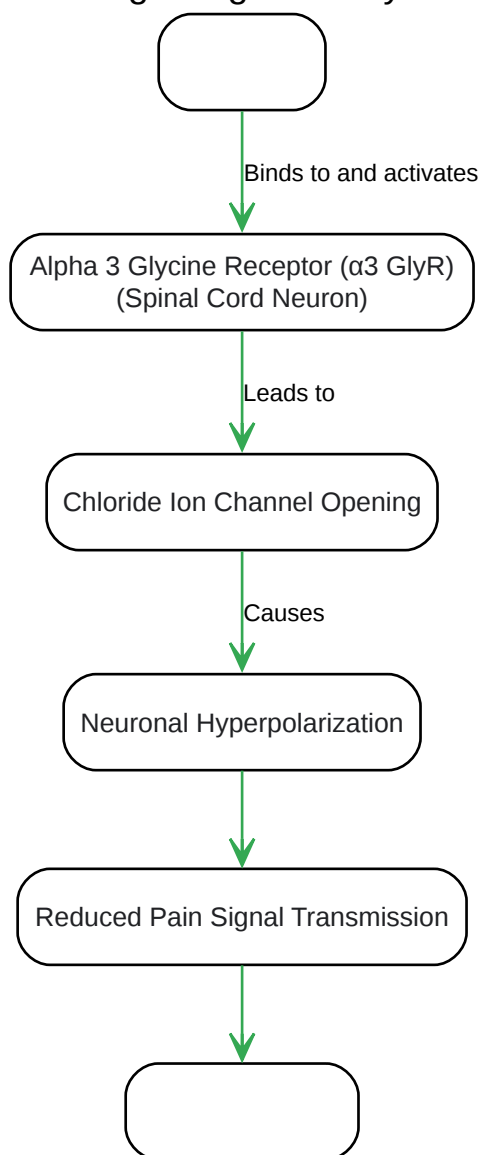 Binds to and activates
Alpha 3 Glycine Receptor (α3 GlyR)
(Spinal Cord Neuron)
Leads to
Chloride Ion Channel Opening
Causes
Neuronal Hyperpolarization
Reduced Pain Signal Transmission